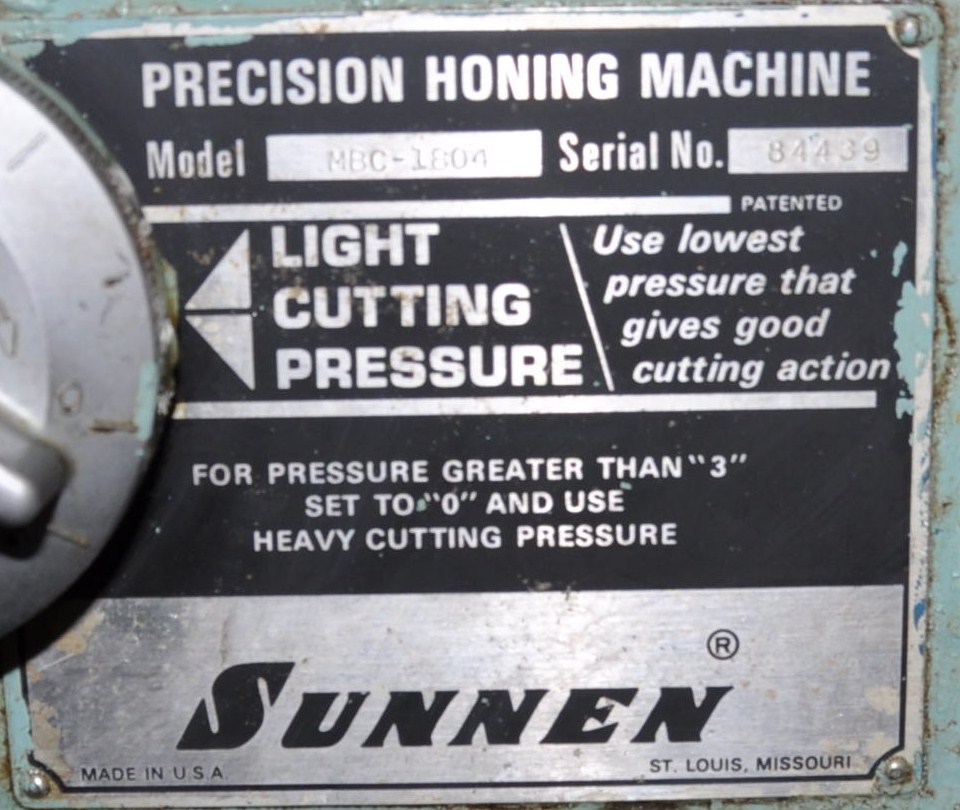 PRECISION HONING MACHINE
Model MBC-1804 Serial No. 84439
PATENTED
LIGHT
CUTTING
PRESSURE
Use lowest
pressure that
gives good
cutting action
FOR PRESSURE GREATER THAN "3"
SET TO "0" AND USE
HEAVY CUTTING PRESSURE
SUNNEN ®
MADE IN U.S.A. ST. LOUIS, MISSOURI